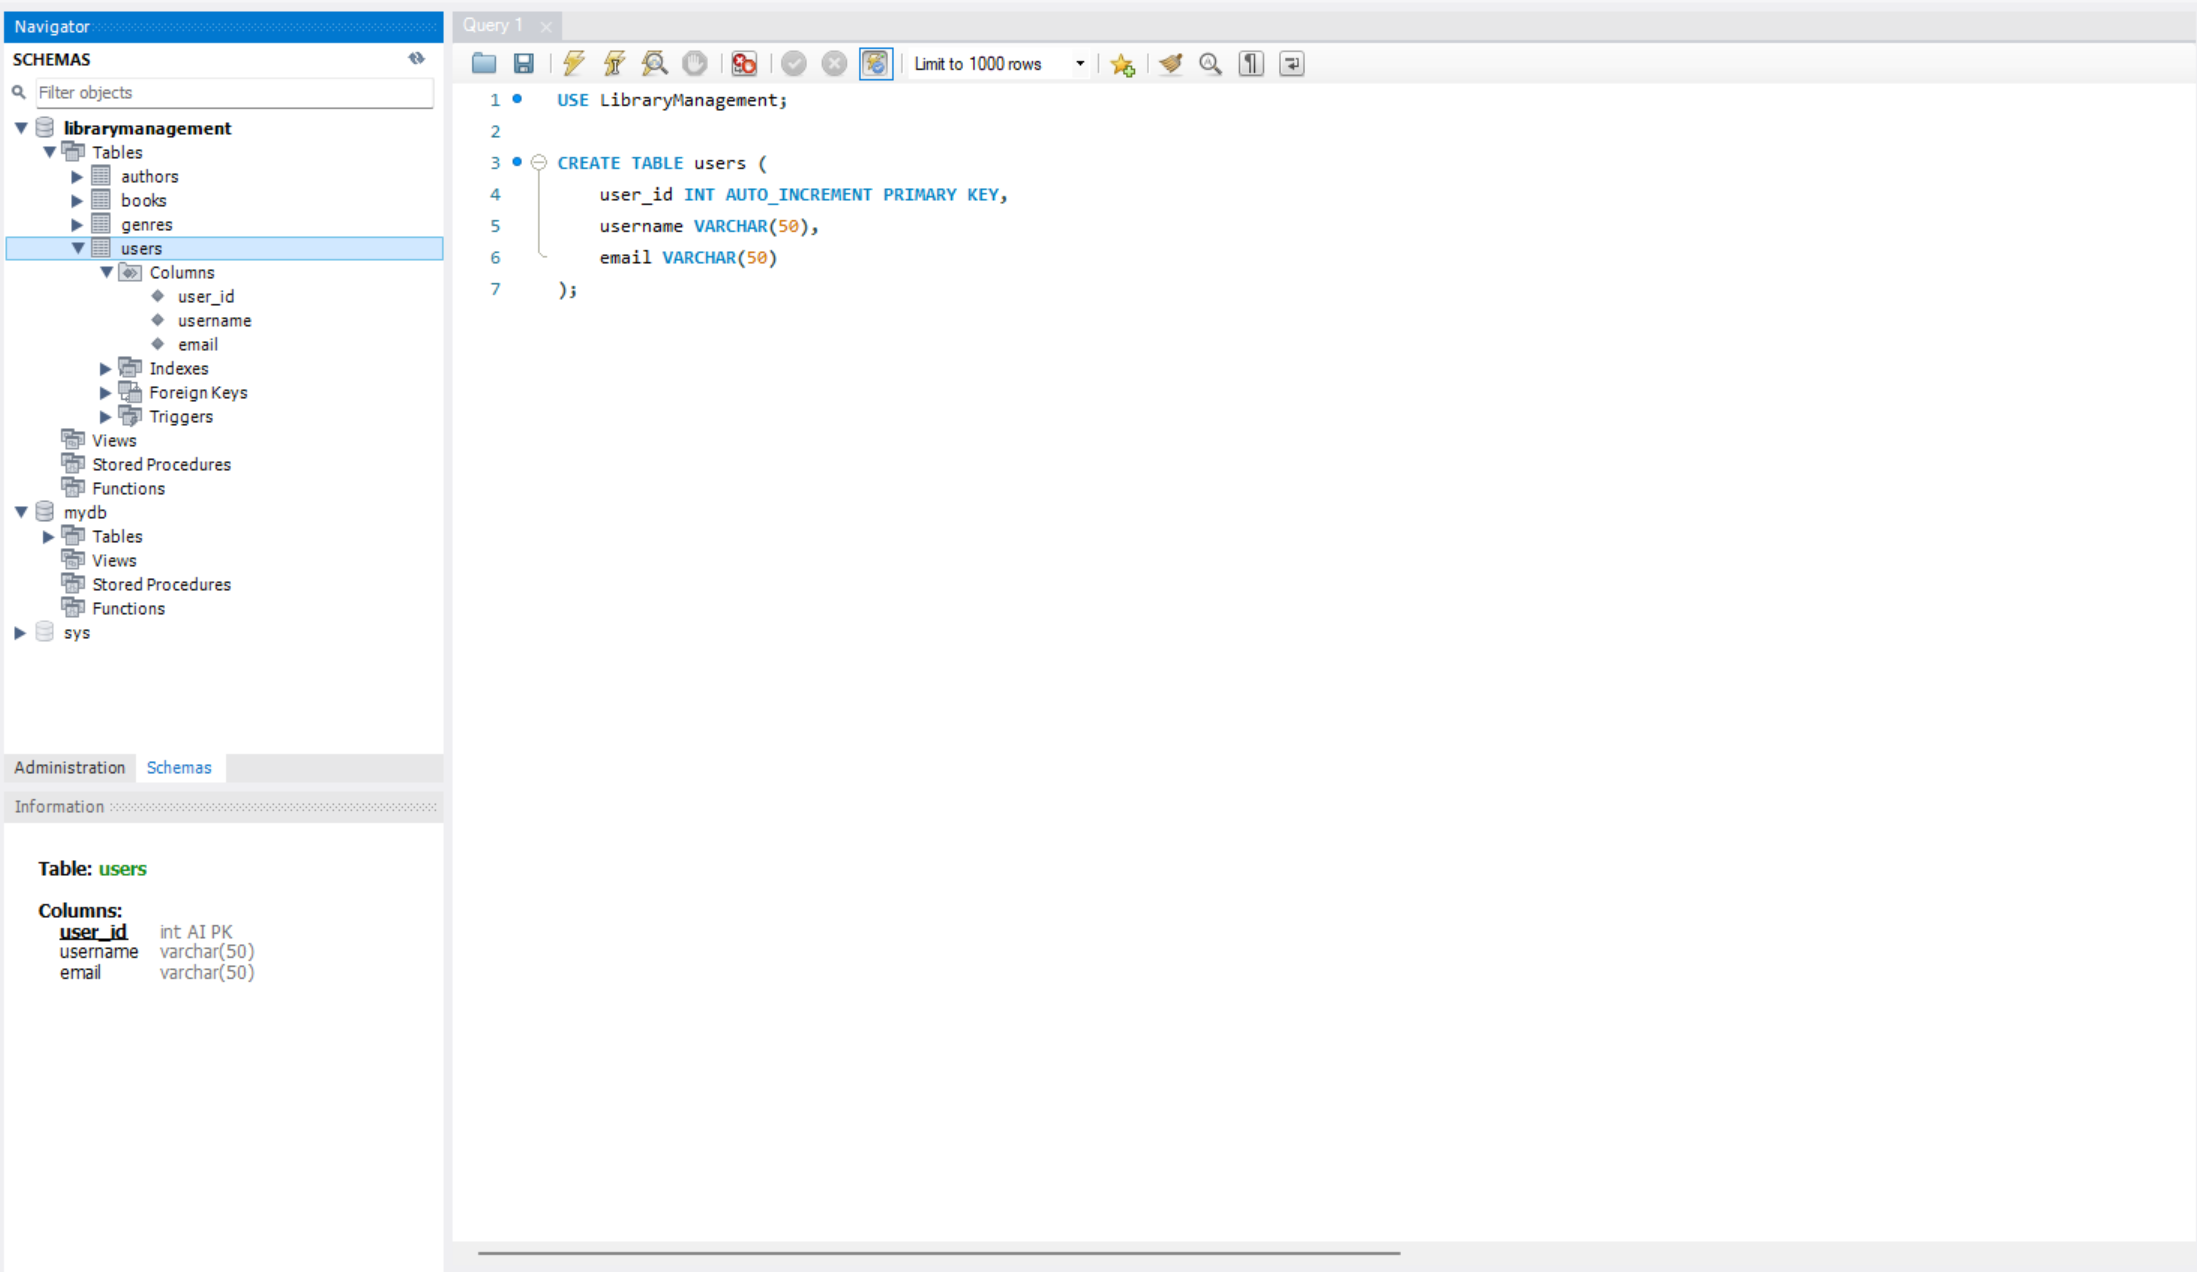 Navigator
SCHEMAS
Filter objects
librarymanagement
Tables
authors
books
genres
users
Columns
user_id
username
email
Indexes
Foreign Keys
Triggers
Views
Stored Procedures
Functions
mydb
Tables
Views
Stored Procedures
Functions
sys
Administration Schemas
Information
Table: users
Columns:
user_id int AI PK
username varchar(50)
email varchar(50)
Query 1
Limit to 1000 rows
1 USE LibraryManagement;
2
3 CREATE TABLE users (
4 user_id INT AUTO_INCREMENT PRIMARY KEY,
5 username VARCHAR(50),
6 email VARCHAR(50)
7 );